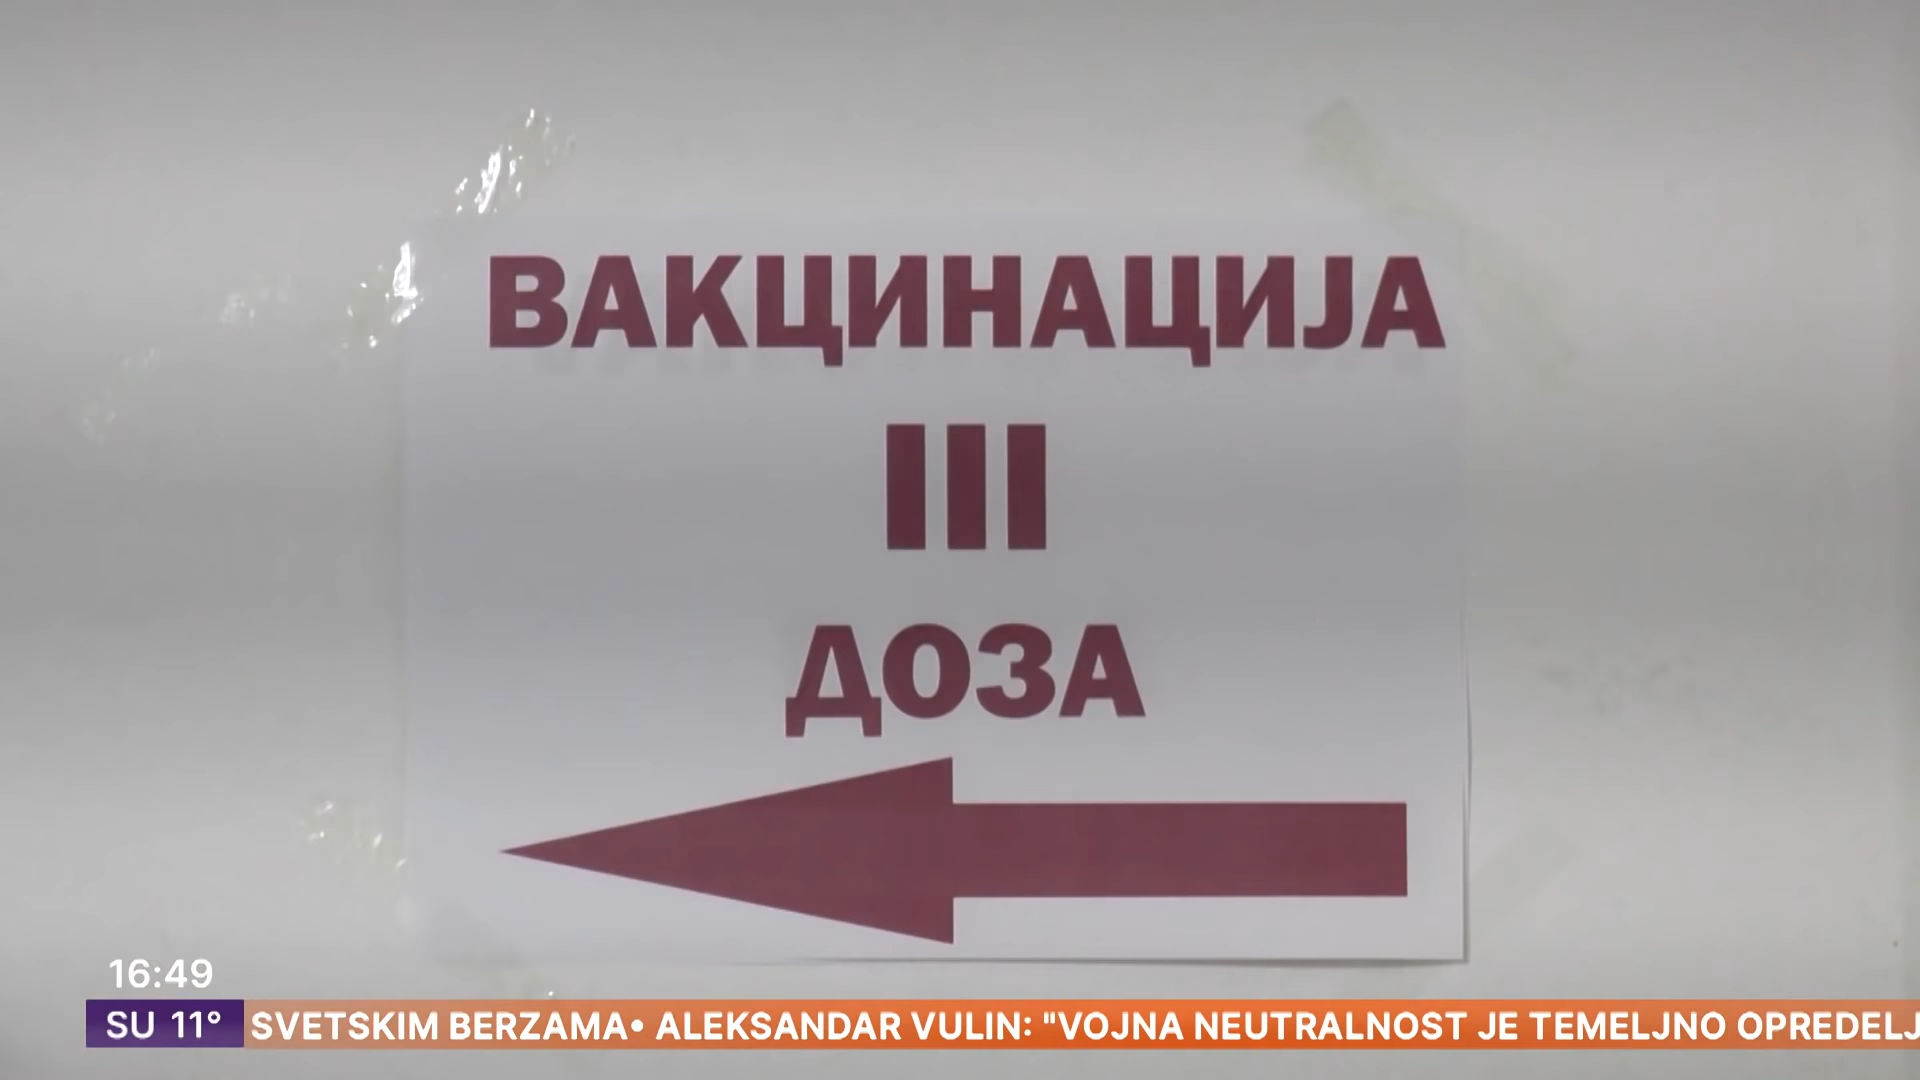 ВАКЦИНАЦИЈА
III
ДОЗА
16:49
SU 11° SVETSKIM BERZAMA• ALEKSANDAR VULIN: "VOJNA NEUTRALNOST JE TEMELJNO OPREDELJ